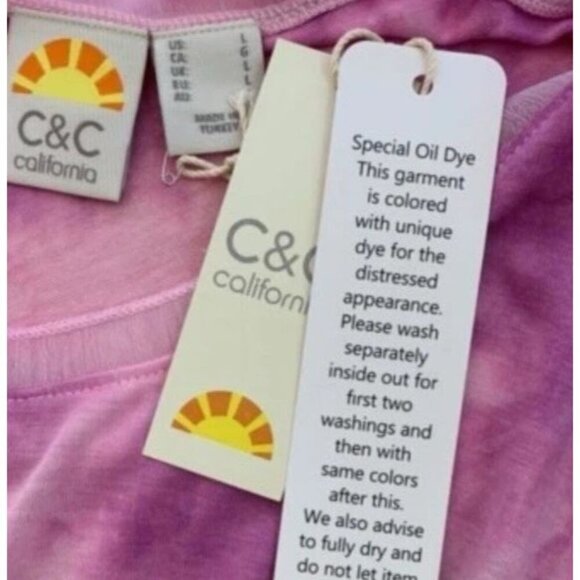 C&C
california
US: L
CA: G
UK: L
EU: L
AU:
MADE IN
TURKEY
C&C
californi
Special Oil Dye
This garment
is colored
with unique
dye for the
distressed
appearance.
Please wash
separately
inside out for
first two
washings and
then with
same colors
after this.
We also advise
to fully dry and
do not let item